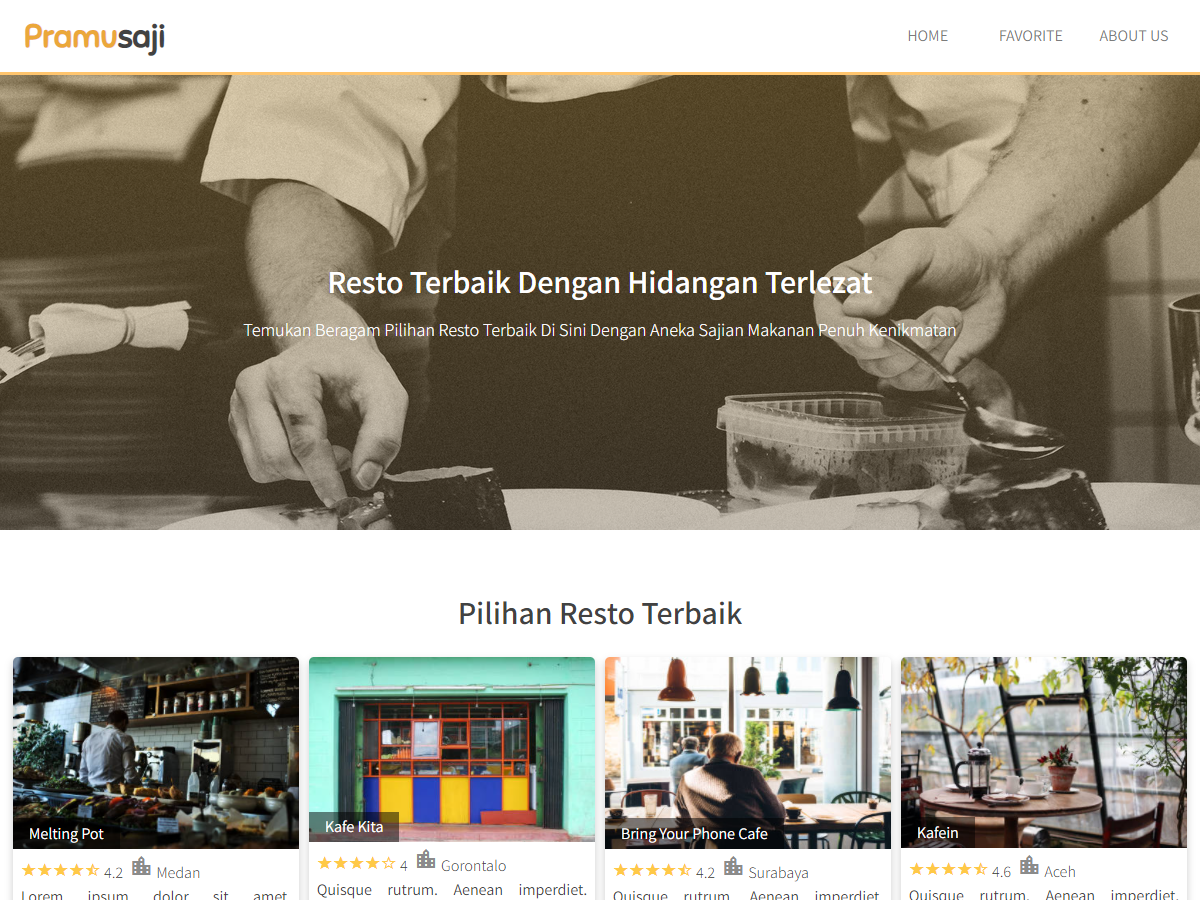 Pramusaji
HOME FAVORITE ABOUT US
Resto Terbaik Dengan Hidangan Terlezat
Temukan Beragam Pilihan Resto Terbaik Di Sini Dengan Aneka Sajian Makanan Penuh Kenikmatan
Pilihan Resto Terbaik
Melting Pot
4.2 Medan
Lorem ipsum dolor sit amet
Kafe Kita
4 Gorontalo
Quisque rutrum. Aenean imperdiet.
Bring Your Phone Cafe
4.2 Surabaya
Quisque rutrum. Aenean imperdiet
Kafein
4.6 Aceh
Quisque rutrum. Aenean imperdiet.